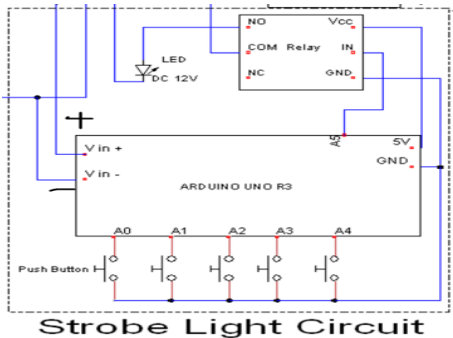 NO Vcc
LED
COM Relay IN
DC 12V
NC GND
+
A5
Vin + 5V
GND
Vin -
ARDUINO UNO R3
A0 A1 A2 A3 A4
Push Button
Strobe Light Circuit